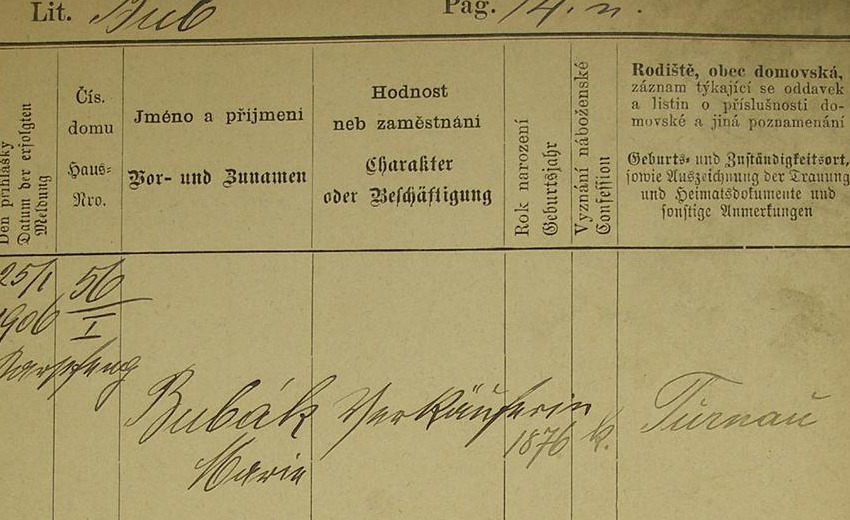 Lit. Bub Pag. 14. n.
Den přihlášky
Datum der erfolgten
Meldung
Čís.
domu
Haus-
Nro.
Jméno a příjmení
Vor- und Zunamen
Hodnost
neb zaměstnání
Charakter
oder Beschäftigung
Rok narození
Geburtsjahr
Vyznání náboženské
Confession
Rodiště, obec domovská,
záznam týkající se oddavek
a listin o příslušnosti do-
movské a jiná poznamenání
Geburts- und Zuständigkeitsort,
sowie Auszeichnung der Trauung
und Heimatsdokumente und
sonstige Anmerkungen
25/1 56
1906 I
Bubák Verkäuferin 1876 k. Turnau
Marie